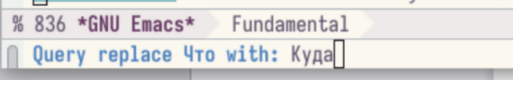 % 836 *GNU Emacs* Fundamental
Query replace Что with: Куда